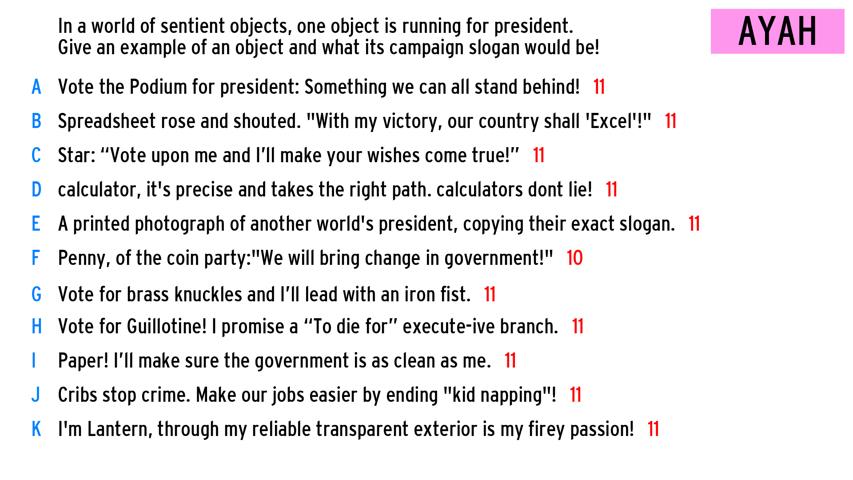 In a world of sentient objects, one object is running for president.
Give an example of an object and what its campaign slogan would be!
AYAH
A Vote the Podium for president: Something we can all stand behind! 11
B Spreadsheet rose and shouted. "With my victory, our country shall 'Excel'!" 11
C Star: “Vote upon me and I’ll make your wishes come true!” 11
D calculator, it's precise and takes the right path. calculators dont lie! 11
E A printed photograph of another world's president, copying their exact slogan. 11
F Penny, of the coin party:"We will bring change in government!" 10
G Vote for brass knuckles and I’ll lead with an iron fist. 11
H Vote for Guillotine! I promise a “To die for” execute-ive branch. 11
I Paper! I’ll make sure the government is as clean as me. 11
J Cribs stop crime. Make our jobs easier by ending "kid napping"! 11
K I'm Lantern, through my reliable transparent exterior is my firey passion! 11